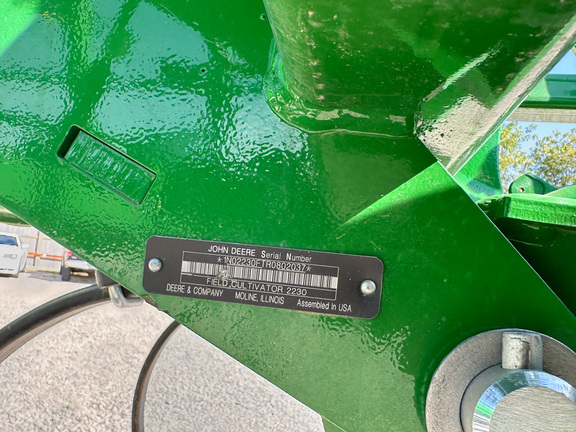 JOHN DEERE Serial Number
*1N02230FTR0802037*
FIELD CULTIVATOR 2230
DEERE & COMPANY MOLINE, ILLINOIS Assembled in USA